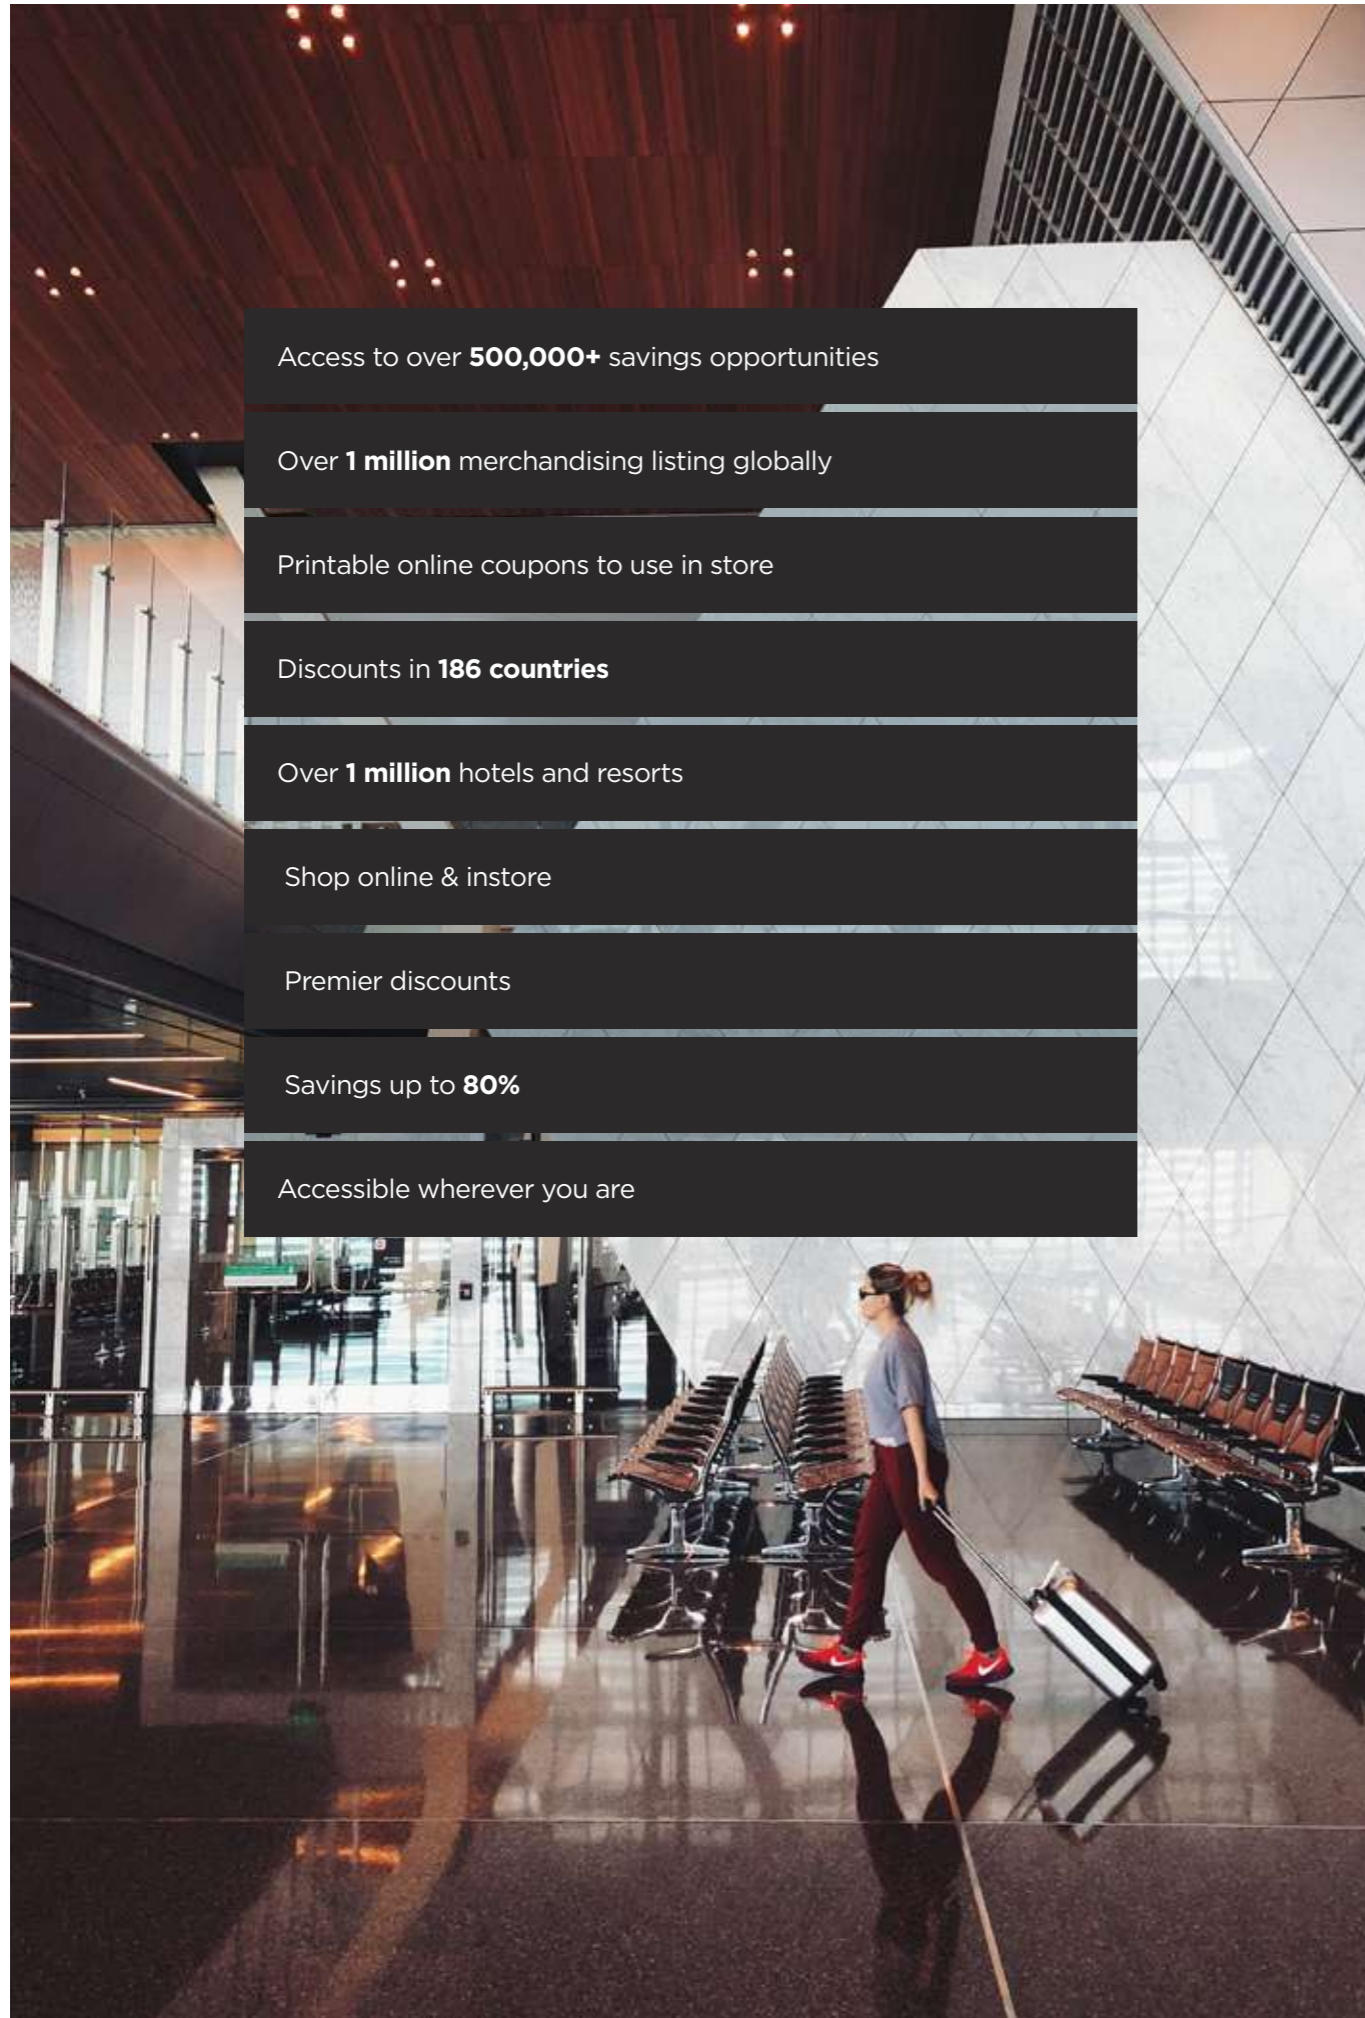 Access to over 500,000+ savings opportunities
Over 1 million merchandising listing globally
Printable online coupons to use in store
Discounts in 186 countries
Over 1 million hotels and resorts
Shop online & instore
Premier discounts
Savings up to 80%
Accessible wherever you are